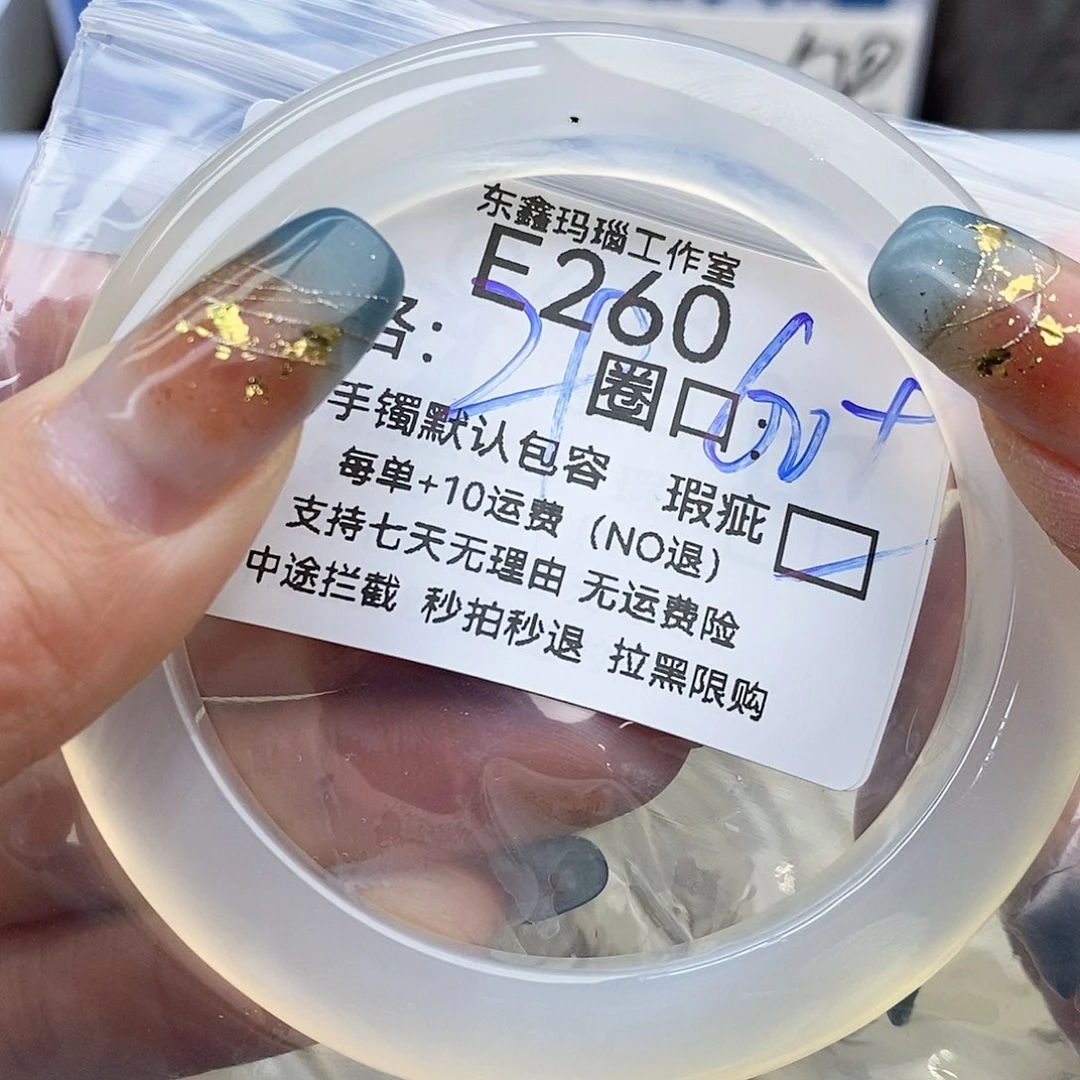 东鑫玛瑙工作室
E260
格：
圈口：
手镯默认包容 瑕疵
每单+10运费（NO退）
支持七天无理由 无运费险
中途拦截 秒拍秒退 拉黑限购